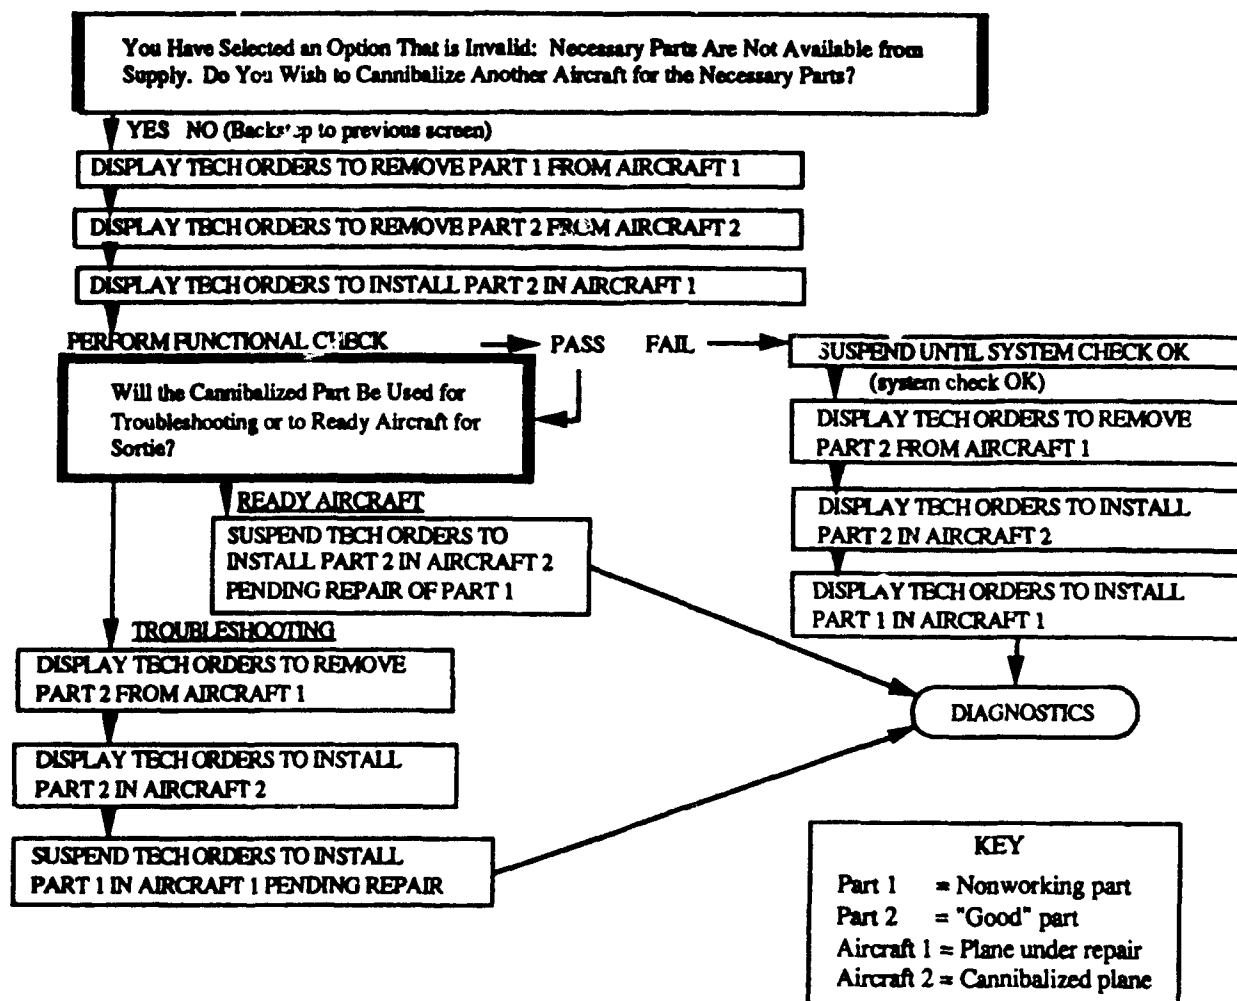 You Have Selected an Option That is Invalid: Necessary Parts Are Not Available from
Supply. Do You Wish to Cannibalize Another Aircraft for the Necessary Parts?
YES NO (Backstep to previous screen)
DISPLAY TECH ORDERS TO REMOVE PART 1 FROM AIRCRAFT 1
DISPLAY TECH ORDERS TO REMOVE PART 2 FROM AIRCRAFT 2
DISPLAY TECH ORDERS TO INSTALL PART 2 IN AIRCRAFT 1
PERFORM FUNCTIONAL CHECK
PASS FAIL
SUSPEND UNTIL SYSTEM CHECK OK
(system check OK)
Will the Cannibalized Part Be Used for
Troubleshooting or to Ready Aircraft for
Sortie?
DISPLAY TECH ORDERS TO REMOVE
PART 2 FROM AIRCRAFT 1
DISPLAY TECH ORDERS TO INSTALL
PART 2 IN AIRCRAFT 2
DISPLAY TECH ORDERS TO INSTALL
PART 1 IN AIRCRAFT 1
READY AIRCRAFT
SUSPEND TECH ORDERS TO
INSTALL PART 2 IN AIRCRAFT 2
PENDING REPAIR OF PART 1
TROUBLESHOOTING
DISPLAY TECH ORDERS TO REMOVE
PART 2 FROM AIRCRAFT 1
DISPLAY TECH ORDERS TO INSTALL
PART 2 IN AIRCRAFT 2
SUSPEND TECH ORDERS TO INSTALL
PART 1 IN AIRCRAFT 1 PENDING REPAIR
DIAGNOSTICS
KEY
Part 1 = Nonworking part
Part 2 = "Good" part
Aircraft 1 = Plane under repair
Aircraft 2 = Cannibalized plane